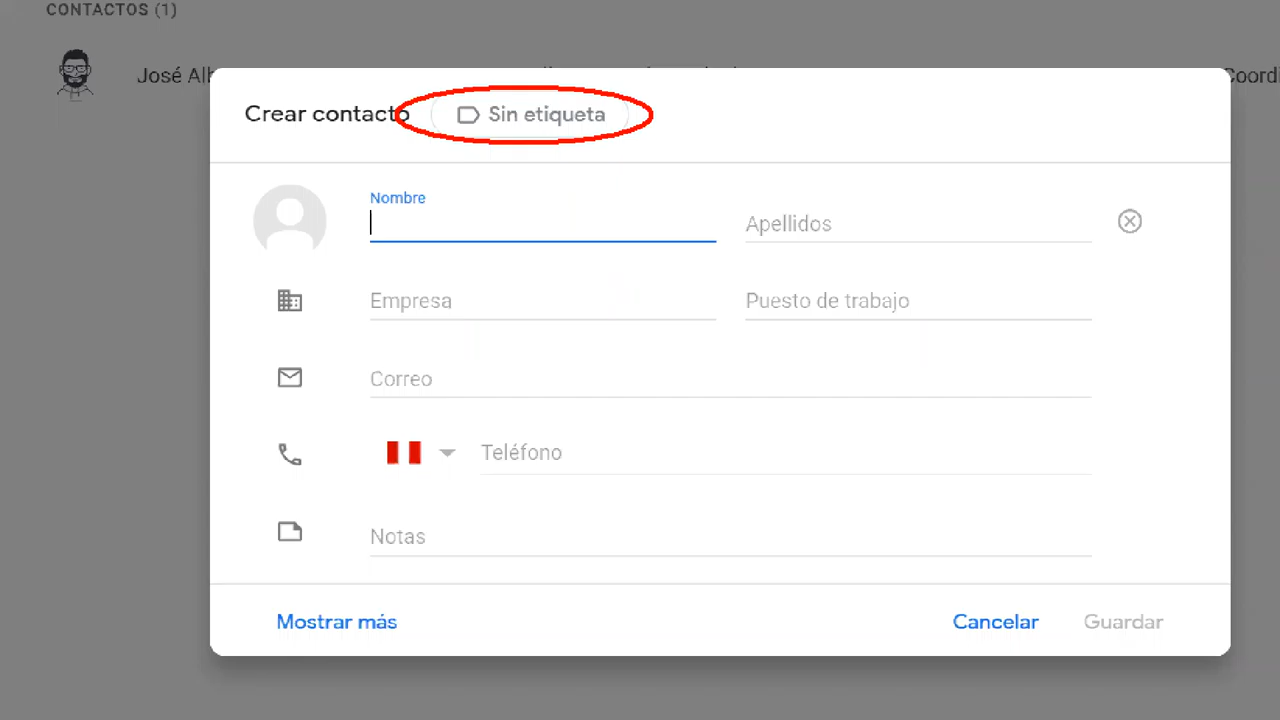 CONTACTOS (1)
José Alb
Coordi
Crear contacto
Sin etiqueta
Nombre
Apellidos
Empresa
Puesto de trabajo
Correo
Teléfono
Notas
Mostrar más
Cancelar
Guardar